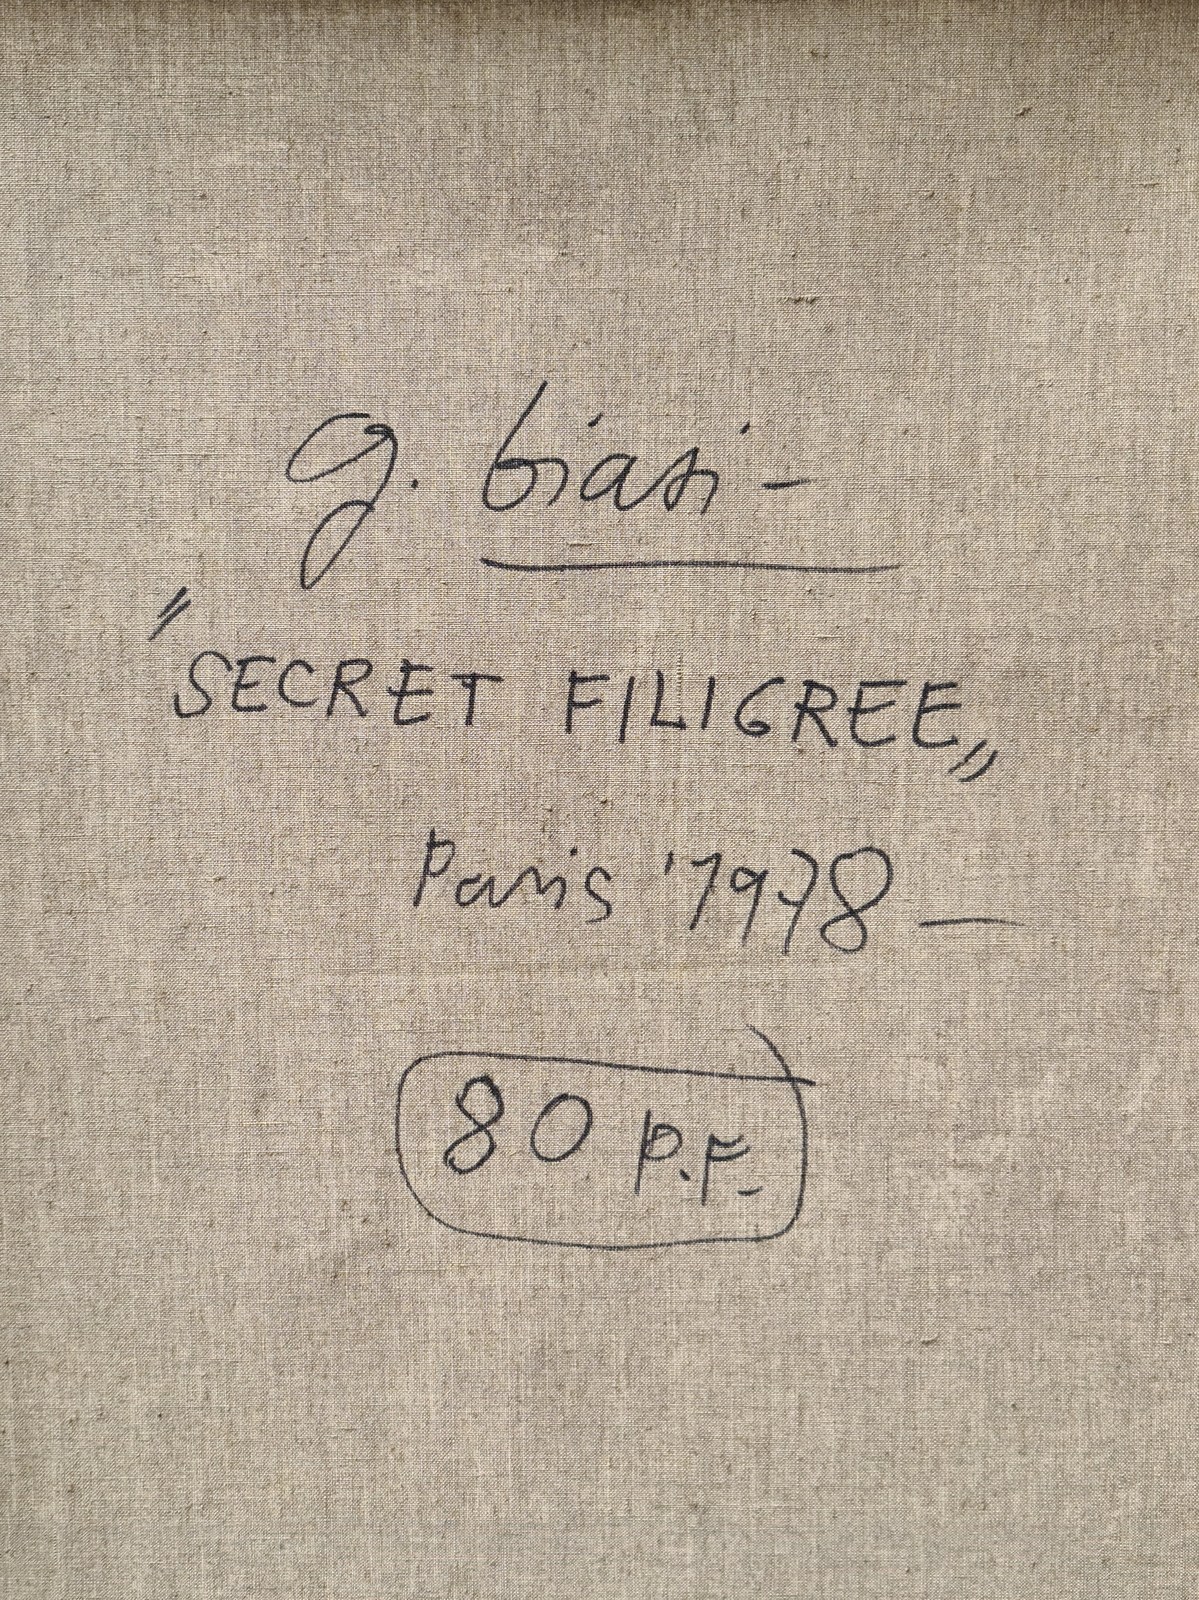 g. biasi -
"SECRET FILIGREE„
Paris '1978 —
80 P.F.